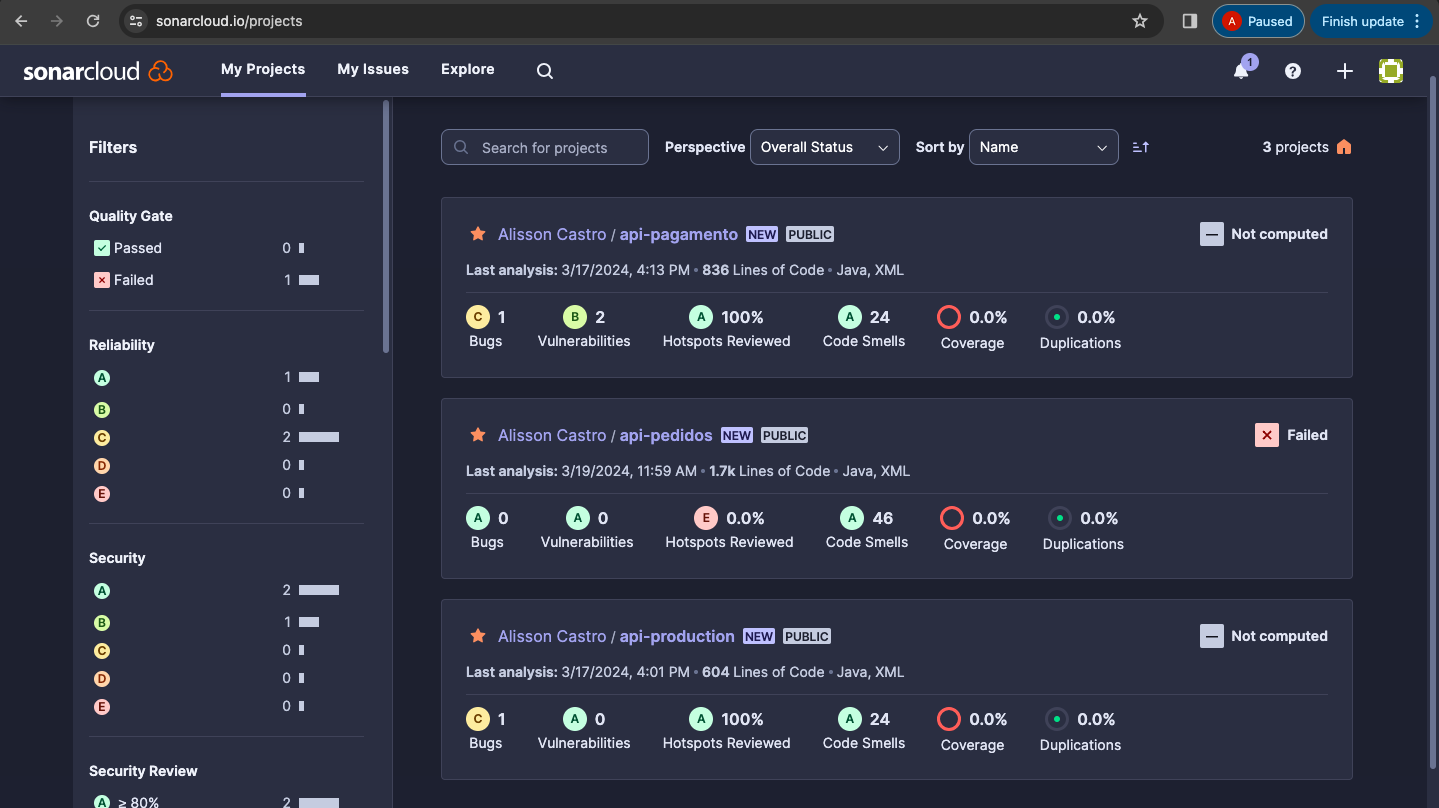 sonarcloud.io/projects
A Paused
Finish update
sonarcloud
My Projects My Issues Explore
1
Filters
Quality Gate
Passed 0
Failed 1
Reliability
A 1
B 0
C 2
D 0
E 0
Security
A 2
B 1
C 0
D 0
E 0
Security Review
A ≥ 80% 2
Search for projects Perspective Overall Status Sort by Name 3 projects
Alisson Castro / api-pagamento NEW PUBLIC Not computed
Last analysis: 3/17/2024, 4:13 PM • 836 Lines of Code • Java, XML
C 1 B 2 A 100% A 24 0.0% 0.0%
Bugs Vulnerabilities Hotspots Reviewed Code Smells Coverage Duplications
Alisson Castro / api-pedidos NEW PUBLIC Failed
Last analysis: 3/19/2024, 11:59 AM • 1.7k Lines of Code • Java, XML
A 0 A 0 E 0.0% A 46 0.0% 0.0%
Bugs Vulnerabilities Hotspots Reviewed Code Smells Coverage Duplications
Alisson Castro / api-production NEW PUBLIC Not computed
Last analysis: 3/17/2024, 4:01 PM • 604 Lines of Code • Java, XML
C 1 A 0 A 100% A 24 0.0% 0.0%
Bugs Vulnerabilities Hotspots Reviewed Code Smells Coverage Duplications